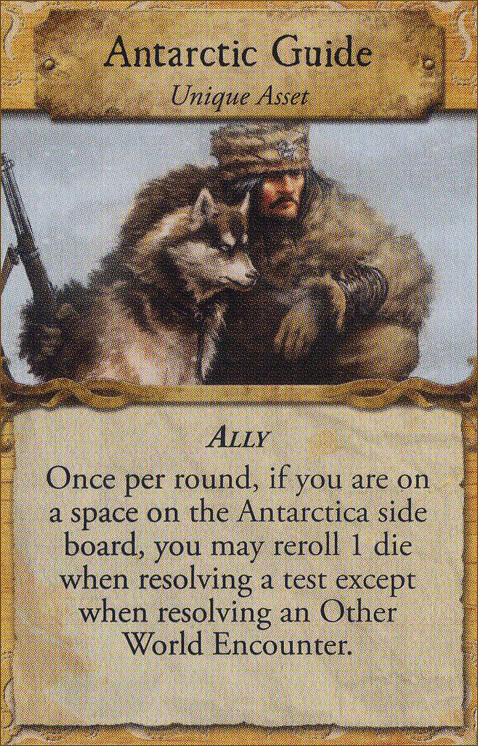 Antarctic Guide
Unique Asset
Ally
Once per round, if you are on
a space on the Antarctica side
board, you may reroll 1 die
when resolving a test except
when resolving an Other
World Encounter.